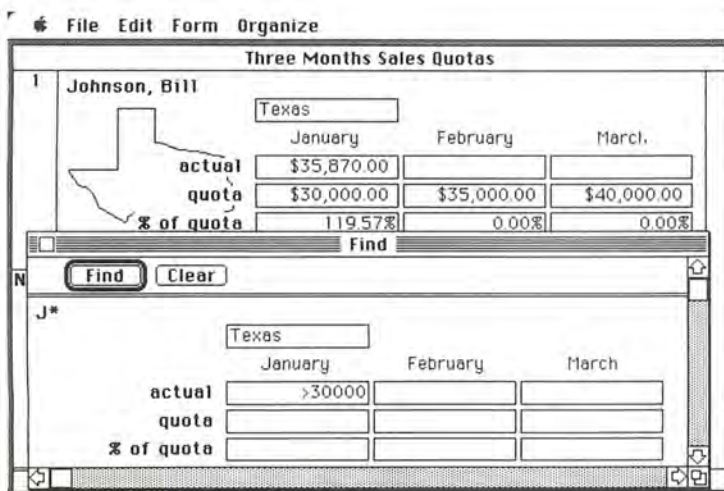 File Edit Form Organize
Three Months Sales Quotas
1 Johnson, Bill
Texas
January February March
actual $35,870.00
quota $30,000.00 $35,000.00 $40,000.00
% of quota 119.57% 0.00% 0.00%
Find
N Find Clear
J*
Texas
January February March
actual >30000
quota
% of quota